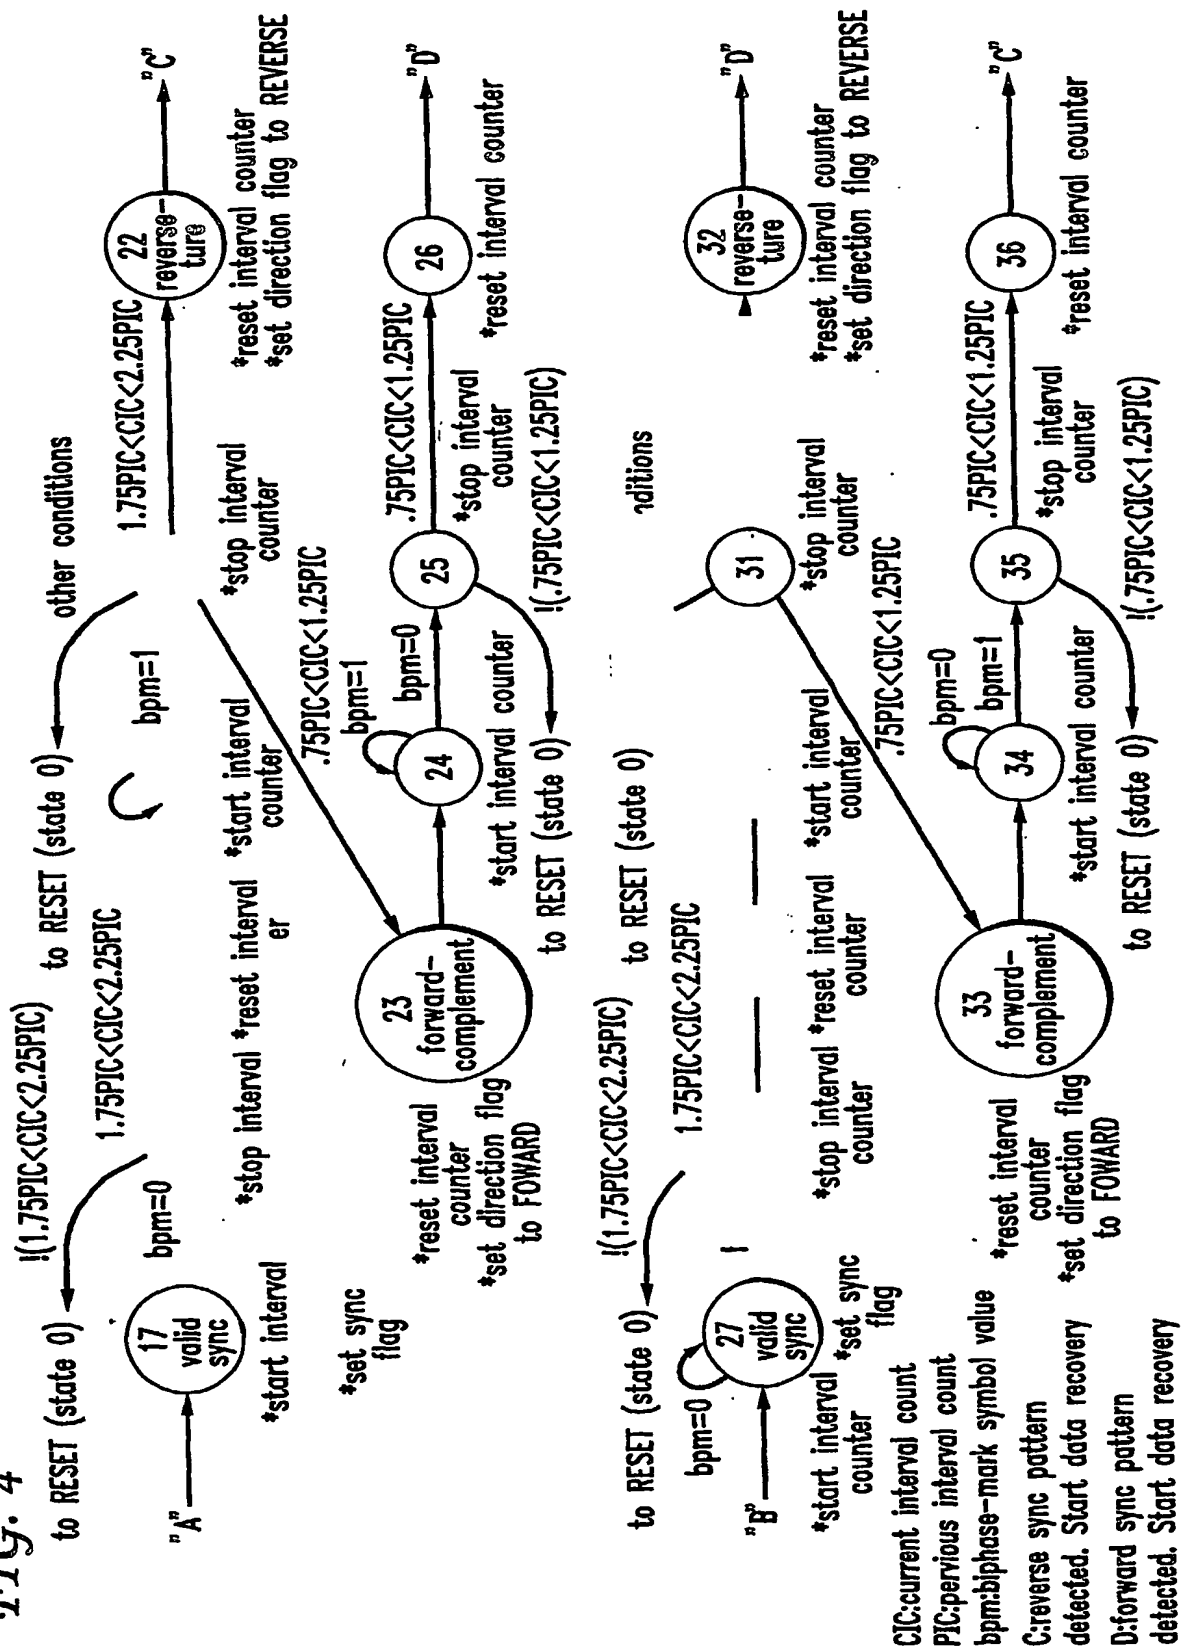 FIG. 4
to RESET (state 0)
!(1.75PIC<CIC<2.25PIC)
to RESET (state 0)
other conditions
1.75PIC<CIC<2.25PIC
1.75PIC<CIC<2.25PIC
"A"
17
valid
sync
bpm=0
bpm=1
22
reverse-
ture
"C"
*start interval
*set sync
flag
*stop interval
*reset interval
er
*start interval
counter
*stop interval
counter
*reset interval counter
*set direction flag to REVERSE
.75PIC<CIC<1.25PIC
23
forward-
complement
*reset interval
counter
*set direction flag
to FOWARD
bpm=1
24
bpm=0
25
.75PIC<CIC<1.25PIC
26
"D"
*start interval counter
*stop interval
counter
*reset interval counter
to RESET (state 0)
!(.75PIC<CIC<1.25PIC)
to RESET (state 0)
!(1.75PIC<CIC<2.25PIC)
to RESET (state 0)
nditions
1.75PIC<CIC<2.25PIC
bpm=0
"B"
27
valid
sync
31
32
reverse-
ture
"D"
*start interval
counter
*set sync
flag
*stop interval
counter
*reset interval
counter
*start interval
counter
*stop interval
counter
*reset interval counter
*set direction flag to REVERSE
.75PIC<CIC<1.25PIC
33
forward-
complement
*reset interval
counter
*set direction flag
to FOWARD
bpm=0
34
bpm=1
35
.75PIC<CIC<1.25PIC
36
"C"
*start interval counter
*stop interval
counter
*reset interval counter
to RESET (state 0)
!(.75PIC<CIC<1.25PIC)
CIC:current interval count
PIC:pervious interval count
bpm:biphase-mark symbol value
C:reverse sync pattern
detected. Start data recovery
D:forward sync pattern
detected. Start data recovery